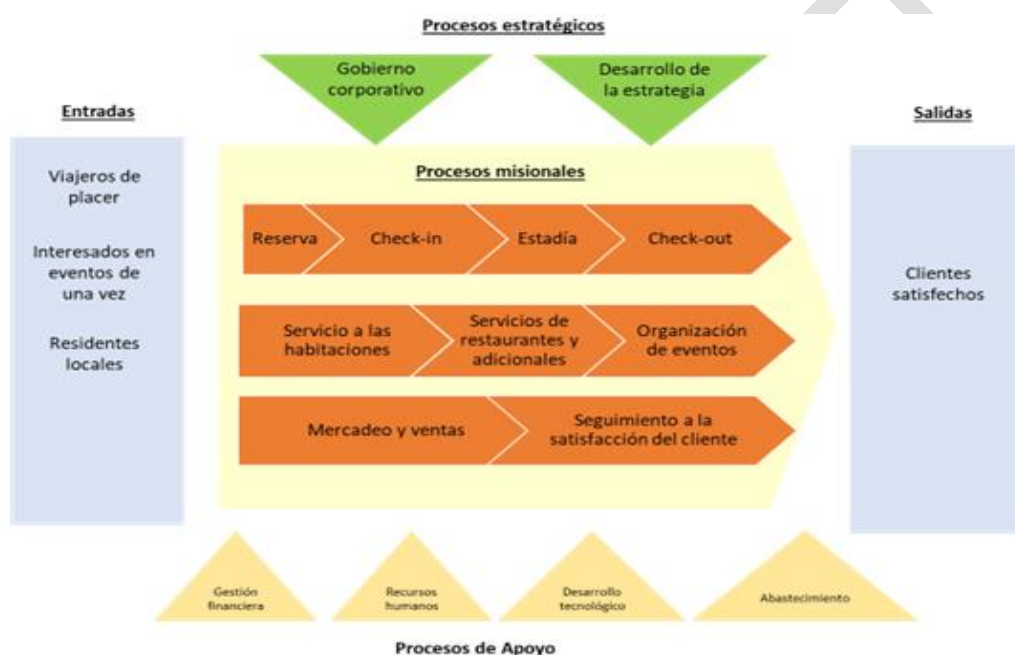 Procesos estratégicos
Gobierno
corporativo
Desarrollo de
la estrategia
Entradas
Salidas
Viajeros de
placer
Interesados en
eventos de
una vez
Residentes
locales
Procesos misionales
Reserva
Check-in
Estadía
Check-out
Servicio a las
habitaciones
Servicios de
restaurantes y
adicionales
Organización
de eventos
Mercadeo y ventas
Seguimiento a la
satisfacción del cliente
Clientes
satisfechos
Gestión
financiera
Recursos
humanos
Desarrollo
tecnológico
Abastecimiento
Procesos de Apoyo